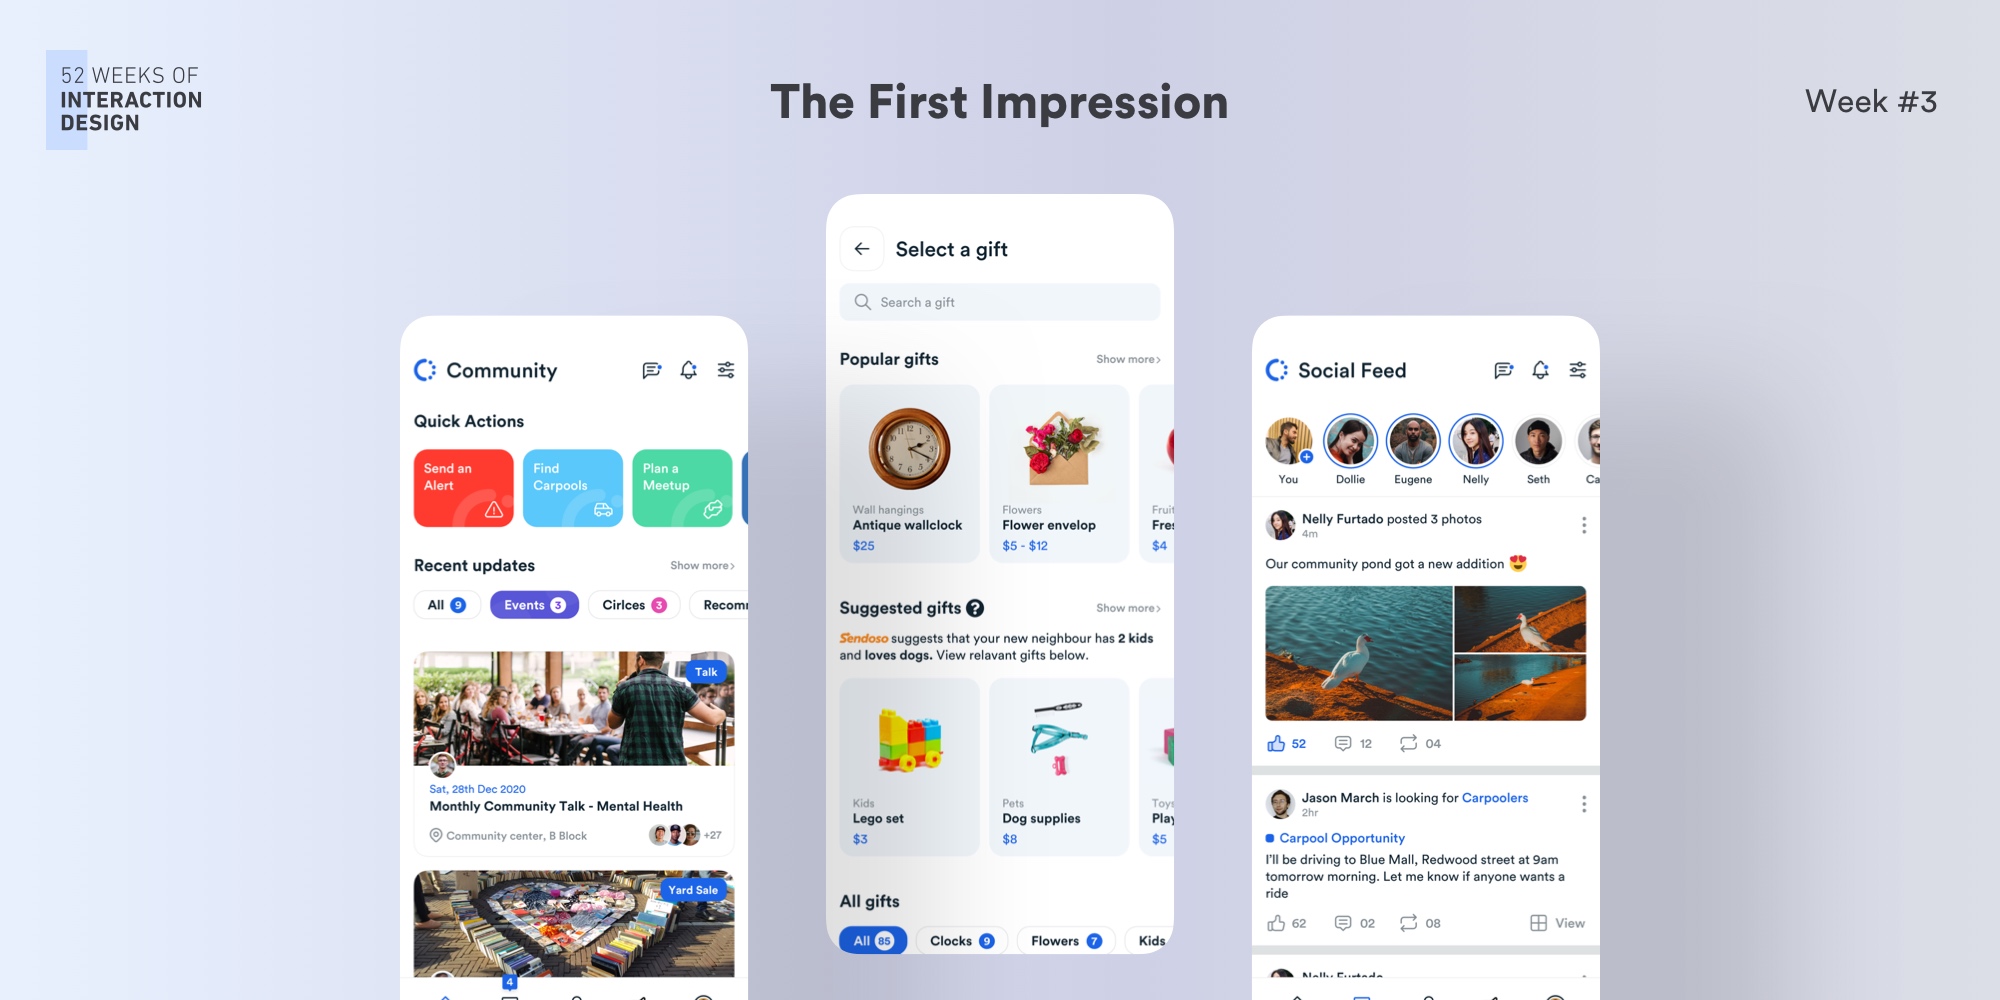 52 WEEKS OF
INTERACTION
DESIGN
The First Impression
Week #3
Community
Quick Actions
Send an
Alert
Find
Carpools
Plan a
Meetup
Recent updates
Show more
All 9
Events 3
Cirlces 3
Recom
Talk
Sat, 28th Dec 2020
Monthly Community Talk - Mental Health
Community center, B Block
+27
Yard Sale
4
Select a gift
Search a gift
Popular gifts
Show more
Wall hangings
Antique wallclock
$25
Flowers
Flower envelop
$5 - $12
Fruit
Fres
$4
Suggested gifts ?
Show more
Sendoso suggests that your new neighbour has 2 kids
and loves dogs. View relavant gifts below.
Kids
Lego set
$3
Pets
Dog supplies
$8
Toys
Play
$5
All gifts
All 85
Clocks 9
Flowers 7
Kids
Social Feed
You
Dollie
Eugene
Nelly
Seth
Ca
Nelly Furtado posted 3 photos
4m
Our community pond got a new addition 😍
52
12
04
Jason March is looking for Carpoolers
2hr
Carpool Opportunity
I'll be driving to Blue Mall, Redwood street at 9am
tomorrow morning. Let me know if anyone wants a
ride
62
02
08
View
Nelly Furtado